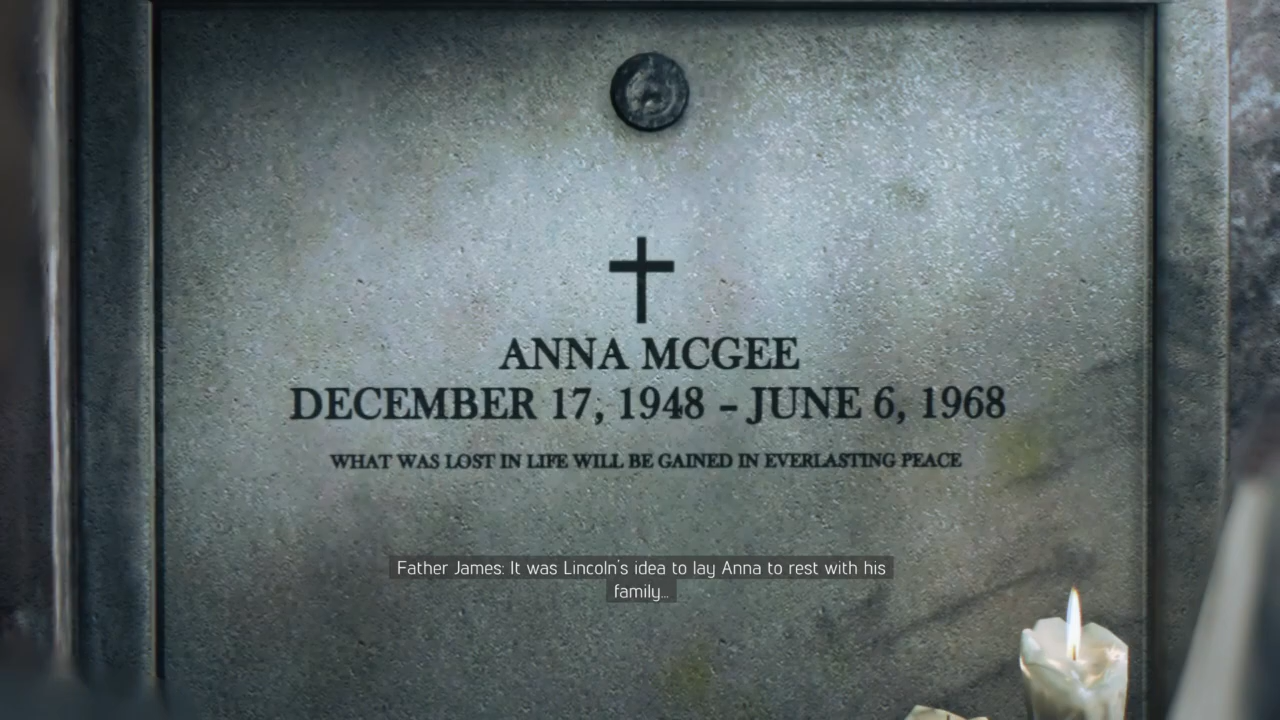 ANNA MCGEE
DECEMBER 17, 1948 – JUNE 6, 1968
WHAT WAS LOST IN LIFE WILL BE GAINED IN EVERLASTING PEACE
Father James: It was Lincoln's idea to lay Anna to rest with his
family...